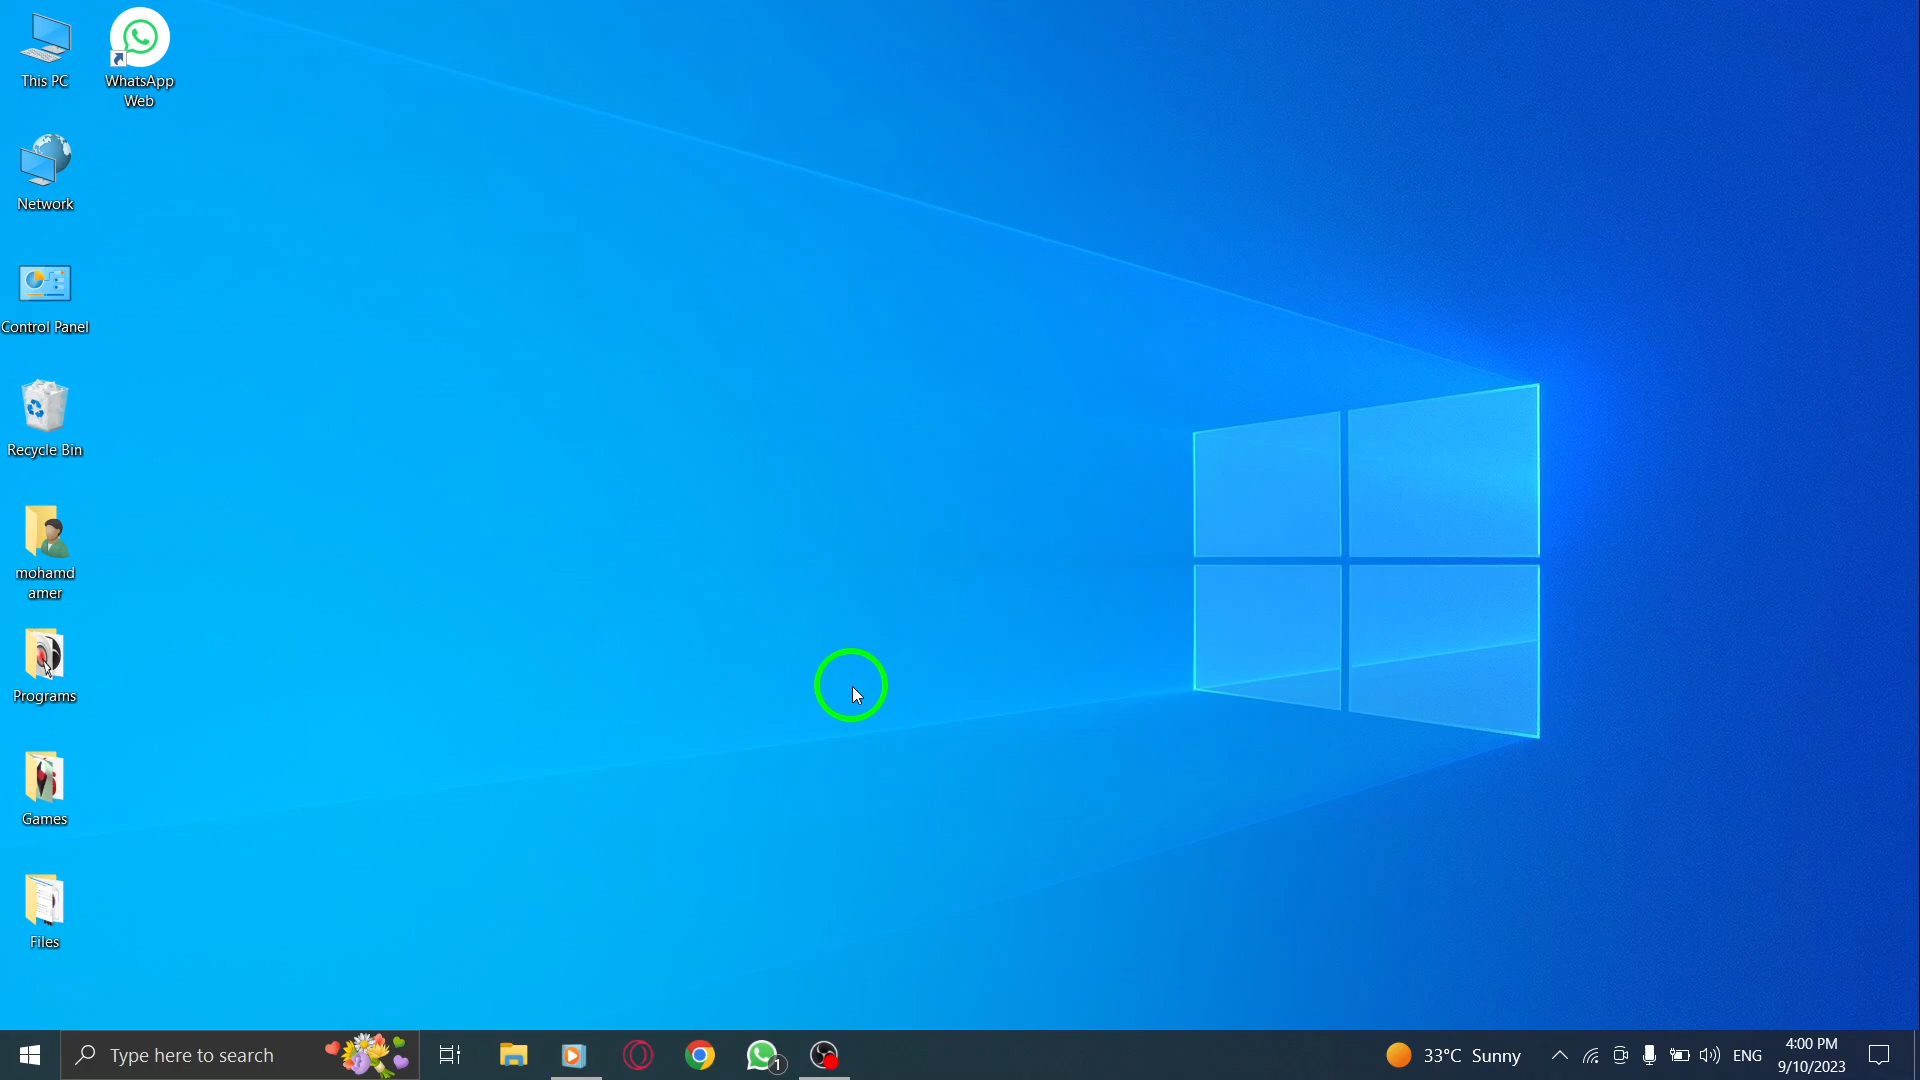 This PC
WhatsApp
Web
Network
Control Panel
Recycle Bin
mohamd
amer
Programs
Games
Files
Type here to search
1
33°C Sunny
ENG
4:00 PM
9/10/2023